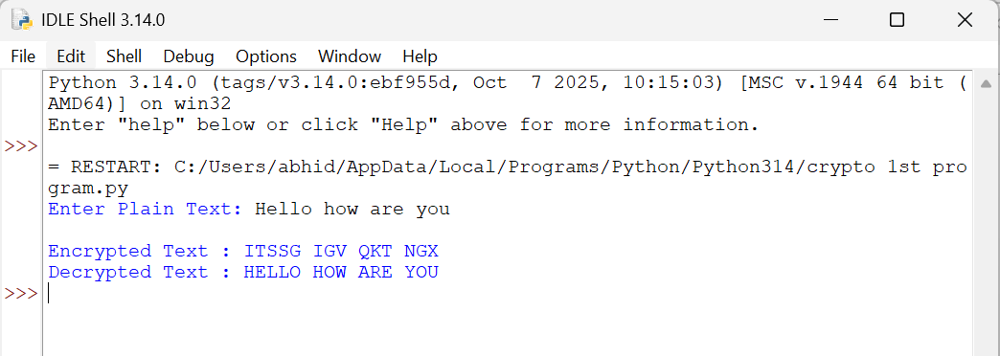 IDLE Shell 3.14.0
File Edit Shell Debug Options Window Help
Python 3.14.0 (tags/v3.14.0:ebf955d, Oct  7 2025, 10:15:03) [MSC v.1944 64 bit (
AMD64)] on win32
Enter "help" below or click "Help" above for more information.
>>>
= RESTART: C:/Users/abhid/AppData/Local/Programs/Python/Python314/crypto 1st pro
gram.py
Enter Plain Text: Hello how are you
Encrypted Text : ITSSG IGV QKT NGX
Decrypted Text : HELLO HOW ARE YOU
>>>